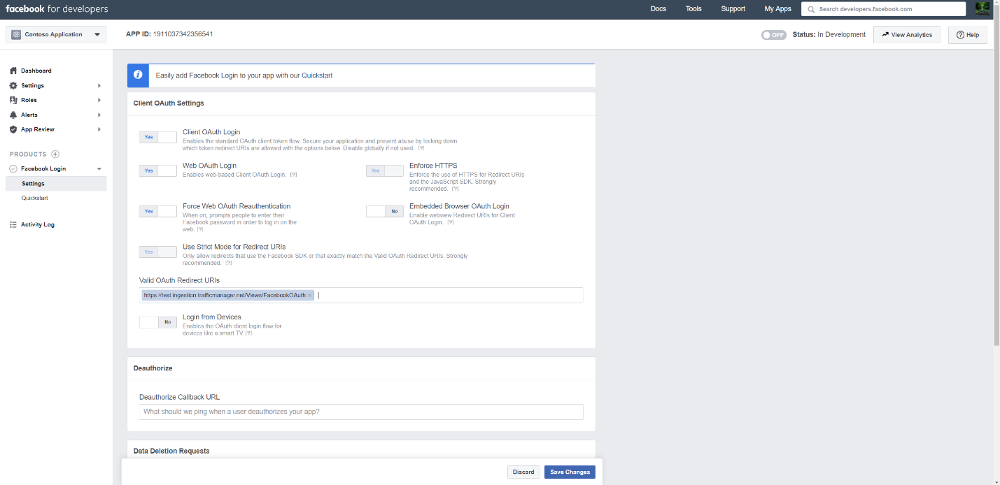 facebook for developers
Docs
Tools
Support
My Apps
Search developers.facebook.com
Contoso Application
APP ID: 1911037342356541
OFF
Status: In Development
View Analytics
? Help
Dashboard
Settings
Roles
Alerts
App Review
PRODUCTS
Facebook Login
Settings
Quickstart
Activity Log
i
Easily add Facebook Login to your app with our Quickstart
Client OAuth Settings
Yes
Client OAuth Login
Enables the standard OAuth client token flow. Secure your application and prevent abuse by locking down
which token redirect URIs are allowed with the options below. Disable globally if not used. [?]
Yes
Web OAuth Login
Enables web-based Client OAuth Login. [?]
Yes
Enforce HTTPS
Enforce the use of HTTPS for Redirect URIs
and the JavaScript SDK. Strongly
recommended. [?]
Yes
Force Web OAuth Reauthentication
When on, prompts people to enter their
Facebook password in order to log in on the
web. [?]
No
Embedded Browser OAuth Login
Enable webview Redirect URIs for Client
OAuth Login. [?]
Yes
Use Strict Mode for Redirect URIs
Only allow redirects that use the Facebook SDK or that exactly match the Valid OAuth Redirect URIs. Strongly
recommended. [?]
Valid OAuth Redirect URIs
https://test.ingestion.trafficmanager.net/Views/FacebookOAuth ×
No
Login from Devices
Enables the OAuth client login flow for
devices like a smart TV [?]
Deauthorize
Deauthorize Callback URL
What should we ping when a user deauthorizes your app?
Data Deletion Requests
Discard
Save Changes